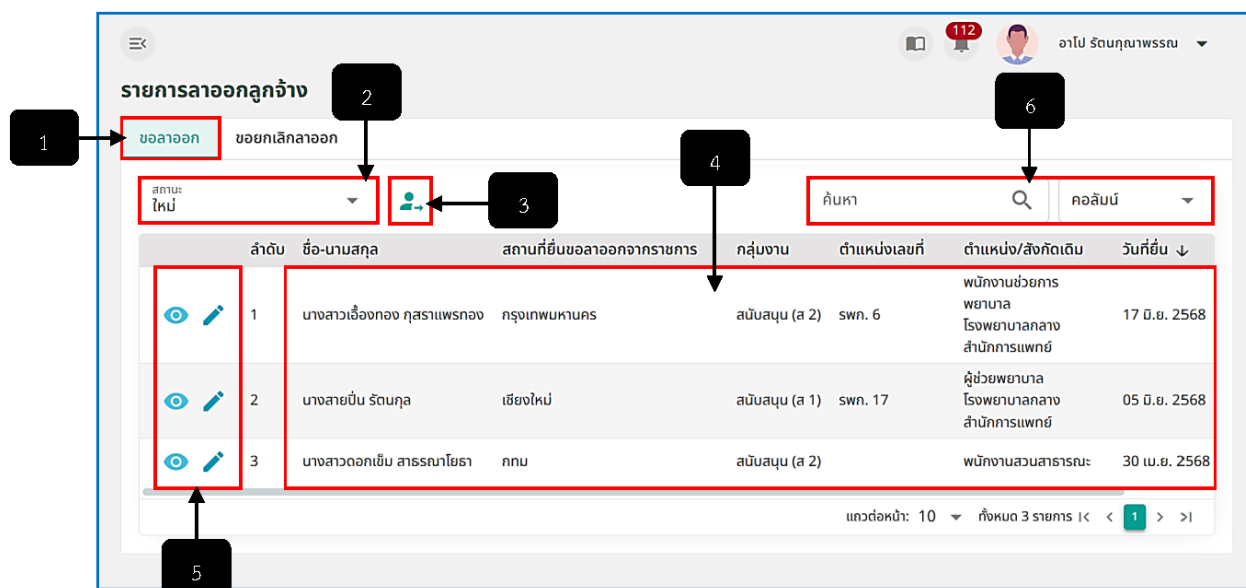 112
อาโป รัตนกุณาพรรณ
รายการลาออกลูกจ้าง
2
6
1
ขอลาออก
ขอยกเลิกลาออก
4
สถานะ
ใหม่
3
ค้นหา
คอลัมน์
ลำดับ ชื่อ-นามสกุล สถานที่ยื่นขอลาออกจากราชการ กลุ่มงาน ตำแหน่งเลขที่ ตำแหน่ง/สังกัดเดิม วันที่ยื่น
1 นางสาวเอื้องทอง กุสราแพรทอง กรุงเทพมหานคร สนับสนุน (ส 2) รพก. 6 พนักงานช่วยการ
พยาบาล
โรงพยาบาลกลาง
สำนักการแพทย์
17 มิ.ย. 2568
2 นางสายปิ่น รัตนกุล เชียงใหม่ สนับสนุน (ส 1) รพก. 17 ผู้ช่วยพยาบาล
โรงพยาบาลกลาง
สำนักการแพทย์
05 มิ.ย. 2568
3 นางสาวดอกเข็ม สาธรณาโยธา กทม สนับสนุน (ส 2) พนักงานสวนสาธารณะ 30 เม.ย. 2568
แถวต่อหน้า: 10 ทั้งหมด 3 รายการ 1
5